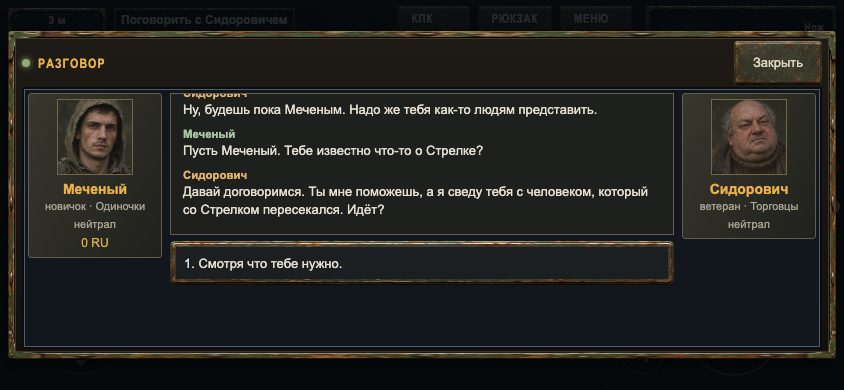 3 м
Поговорить с Сидоровичем
КПК
РЮКЗАК
МЕНЮ
Нож
РАЗГОВОР
Закрыть
Меченый
новичок · Одиночки
нейтрал
0 RU
Сидорович
Ну, будешь пока Меченым. Надо же тебя как-то людям представить.
Меченый
Пусть Меченый. Тебе известно что-то о Стрелке?
Сидорович
Давай договоримся. Ты мне поможешь, а я сведу тебя с человеком, который
со Стрелком пересекался. Идёт?
1. Смотря что тебе нужно.
Сидорович
ветеран · Торговцы
нейтрал